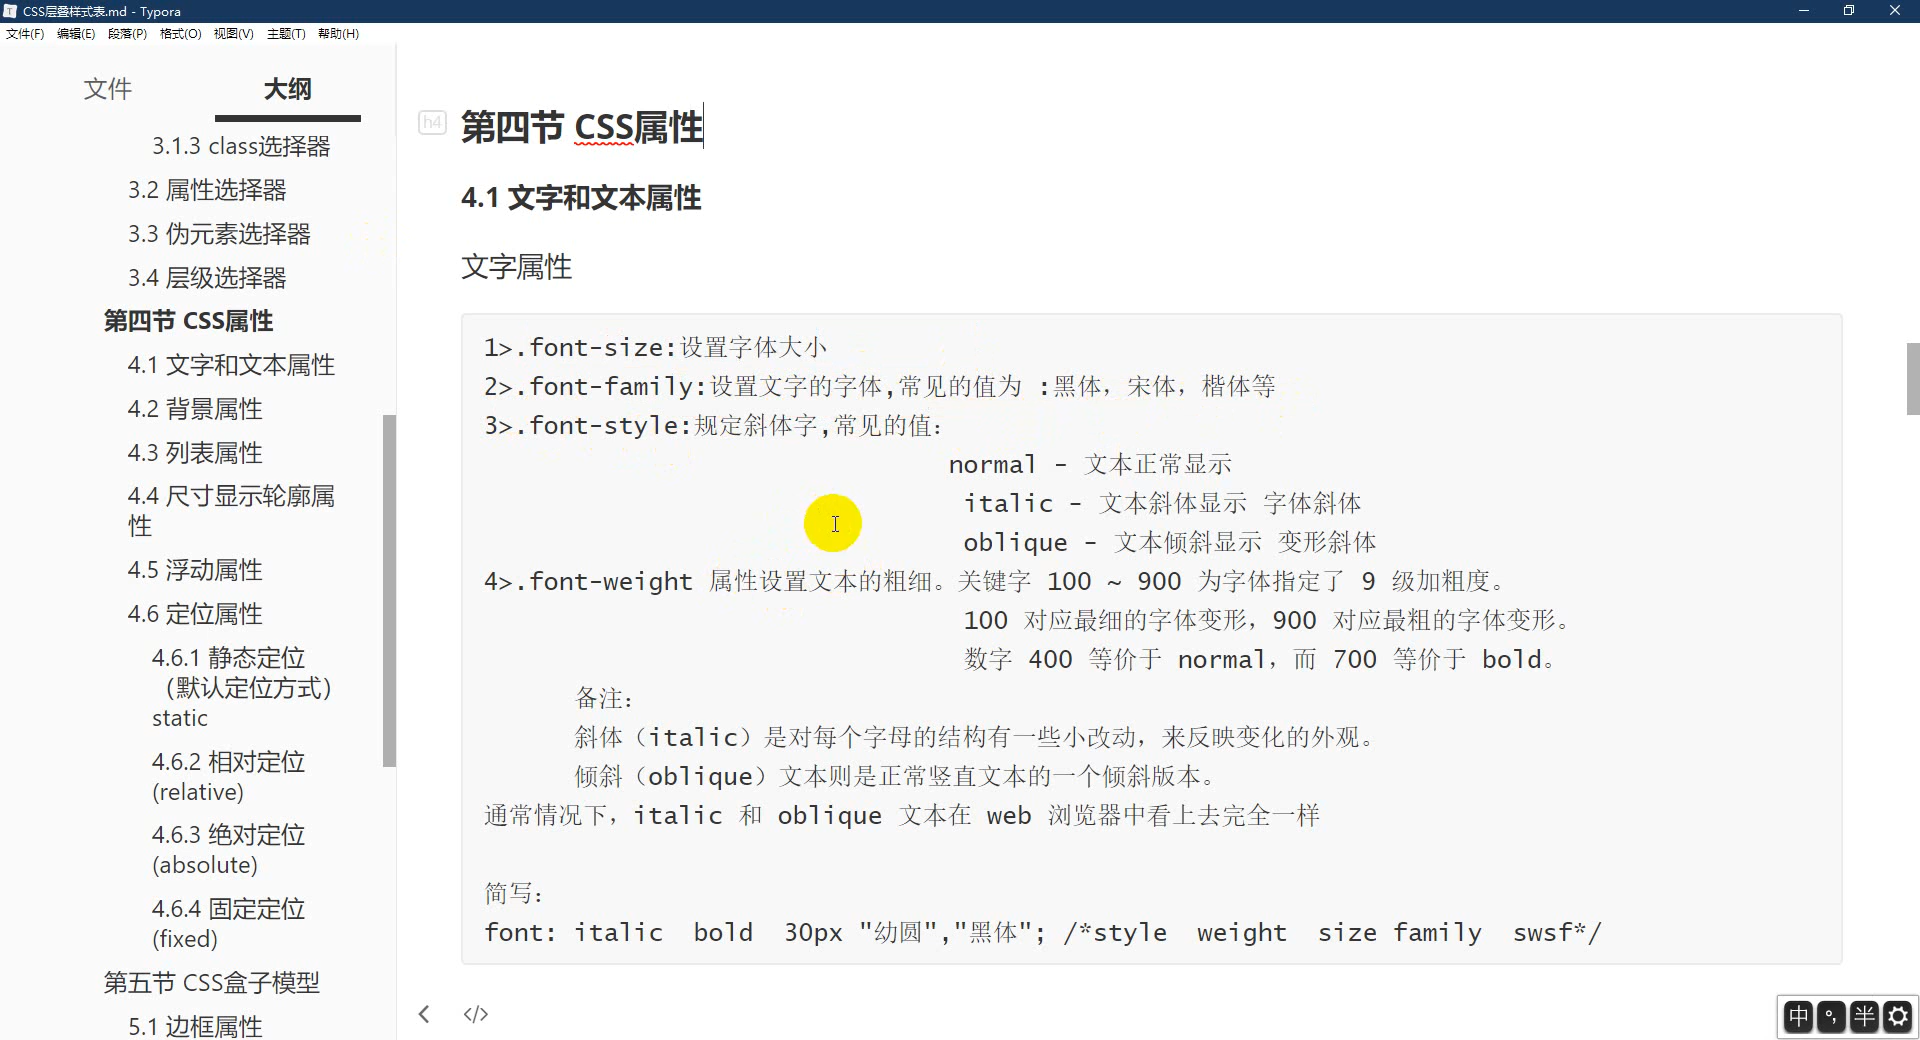 CSS层叠样式表.md - Typora
文件(F) 编辑(E) 段落(P) 格式(O) 视图(V) 主题(T) 帮助(H)
文件 大纲
3.1.3 class选择器
3.2 属性选择器
3.3 伪元素选择器
3.4 层级选择器
第四节 CSS属性
4.1 文字和文本属性
4.2 背景属性
4.3 列表属性
4.4 尺寸显示轮廓属
性
4.5 浮动属性
4.6 定位属性
4.6.1 静态定位
（默认定位方式）
static
4.6.2 相对定位
(relative)
4.6.3 绝对定位
(absolute)
4.6.4 固定定位
(fixed)
第五节 CSS盒子模型
5.1 边框属性
h4 第四节 CSS属性
4.1 文字和文本属性
文字属性
1>.font-size:设置字体大小
2>.font-family:设置文字的字体,常见的值为 :黑体，宋体，楷体等
3>.font-style:规定斜体字,常见的值：
normal - 文本正常显示
italic - 文本斜体显示 字体斜体
oblique - 文本倾斜显示 变形斜体
4>.font-weight 属性设置文本的粗细。关键字 100 ~ 900 为字体指定了 9 级加粗度。
100 对应最细的字体变形，900 对应最粗的字体变形。
数字 400 等价于 normal，而 700 等价于 bold。
备注：
斜体（italic）是对每个字母的结构有一些小改动，来反映变化的外观。
倾斜（oblique）文本则是正常竖直文本的一个倾斜版本。
通常情况下，italic 和 oblique 文本在 web 浏览器中看上去完全一样
简写：
font: italic bold 30px "幼圆","黑体"; /*style weight size family swsf*/
</>
中 °, 半